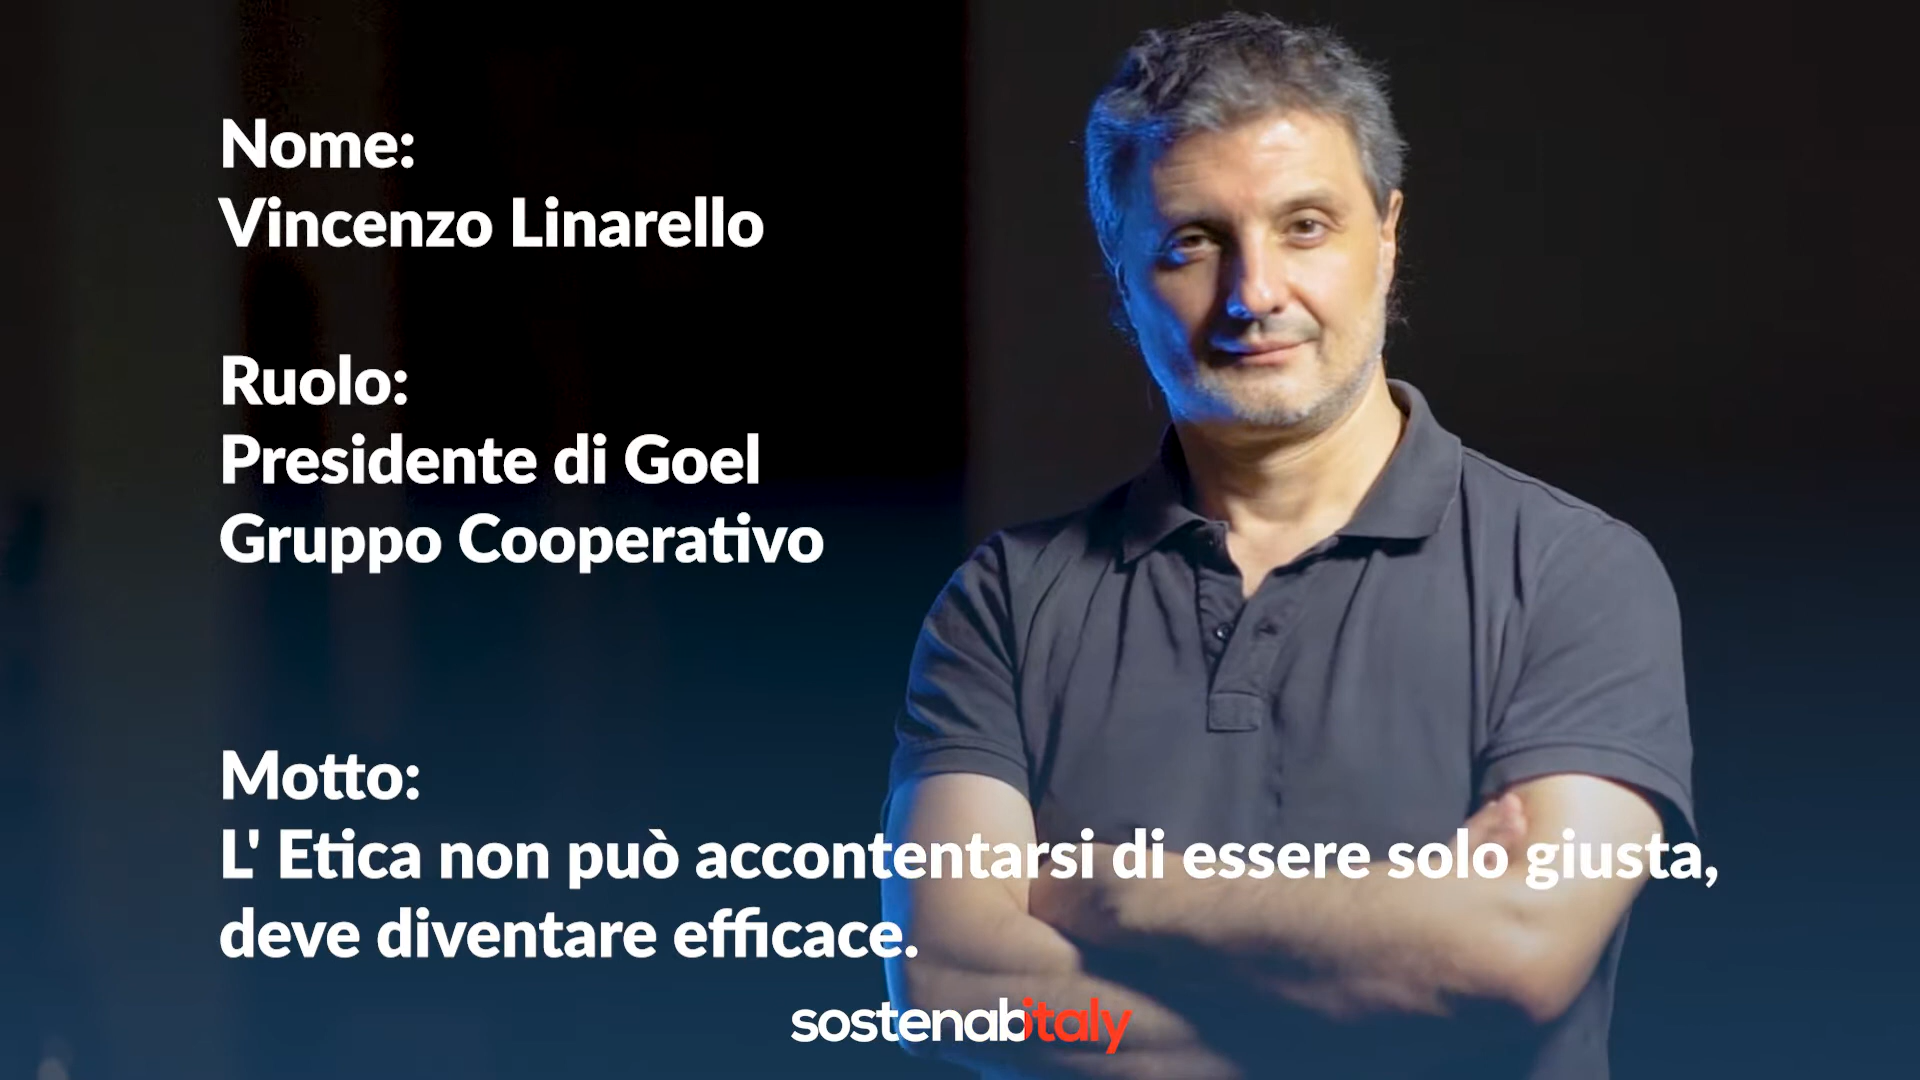 Nome:
Vincenzo Linarello
Ruolo:
Presidente di Goel
Gruppo Cooperativo
Motto:
L' Etica non può accontentarsi di essere solo giusta,
deve diventare efficace.
sostenabitaly